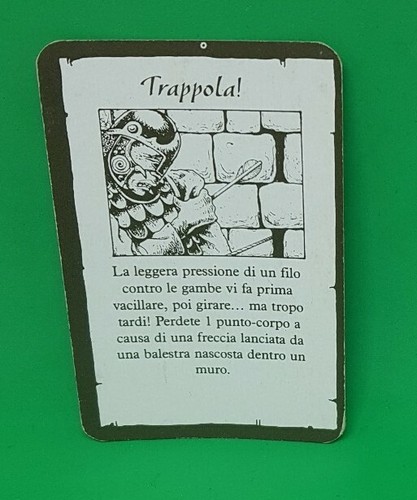 Trappola!
La leggera pressione di un filo
contro le gambe vi fa prima
vacillare, poi girare... ma tropo
tardi! Perdete 1 punto-corpo a
causa di una freccia lanciata da
una balestra nascosta dentro un
muro.